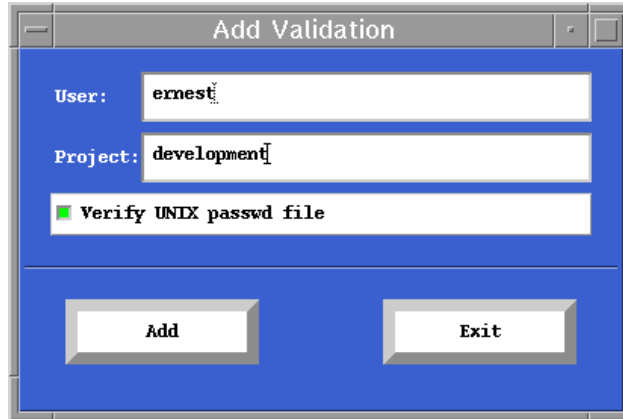 Add Validation
User: ernest
Project: development
Verify UNIX passwd file
Add Exit